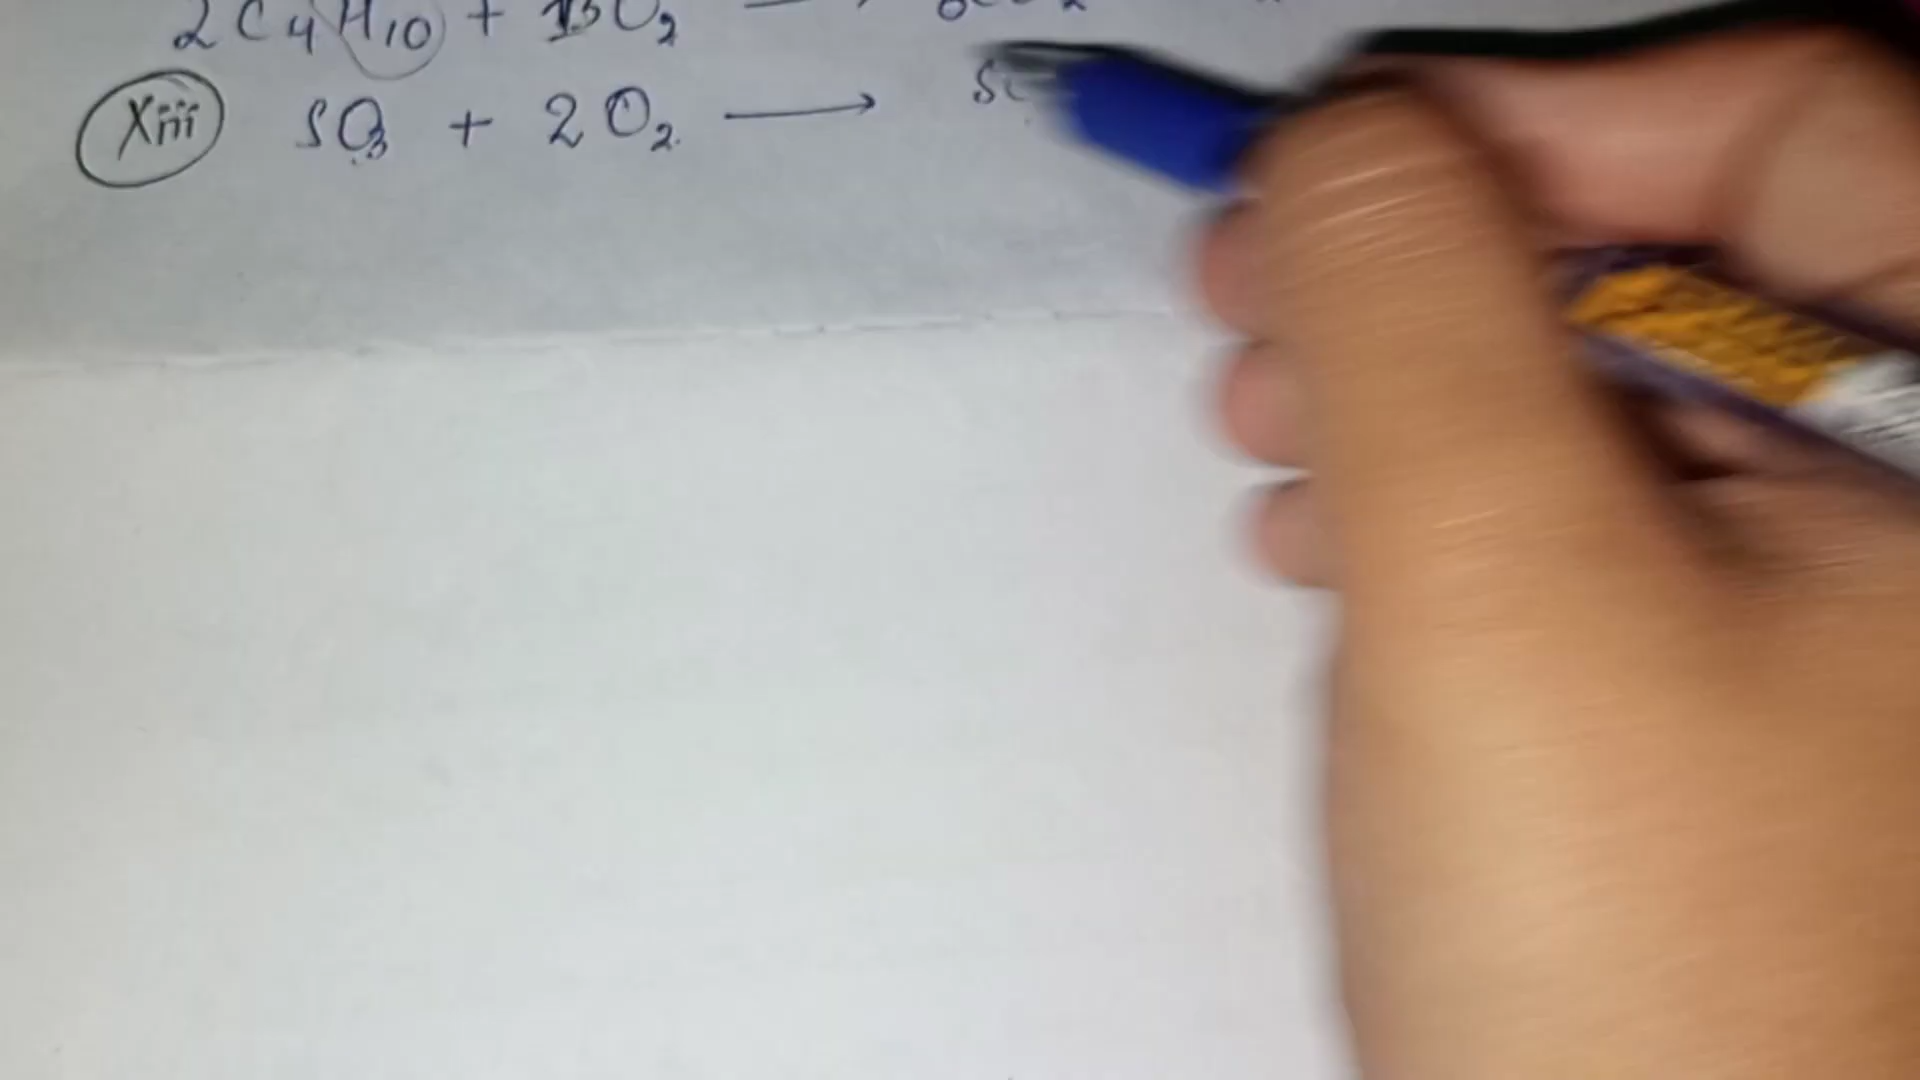 2C₄H₁₀ + 13O₂
Xiii SO₃ + 2O₂ ⟶ S